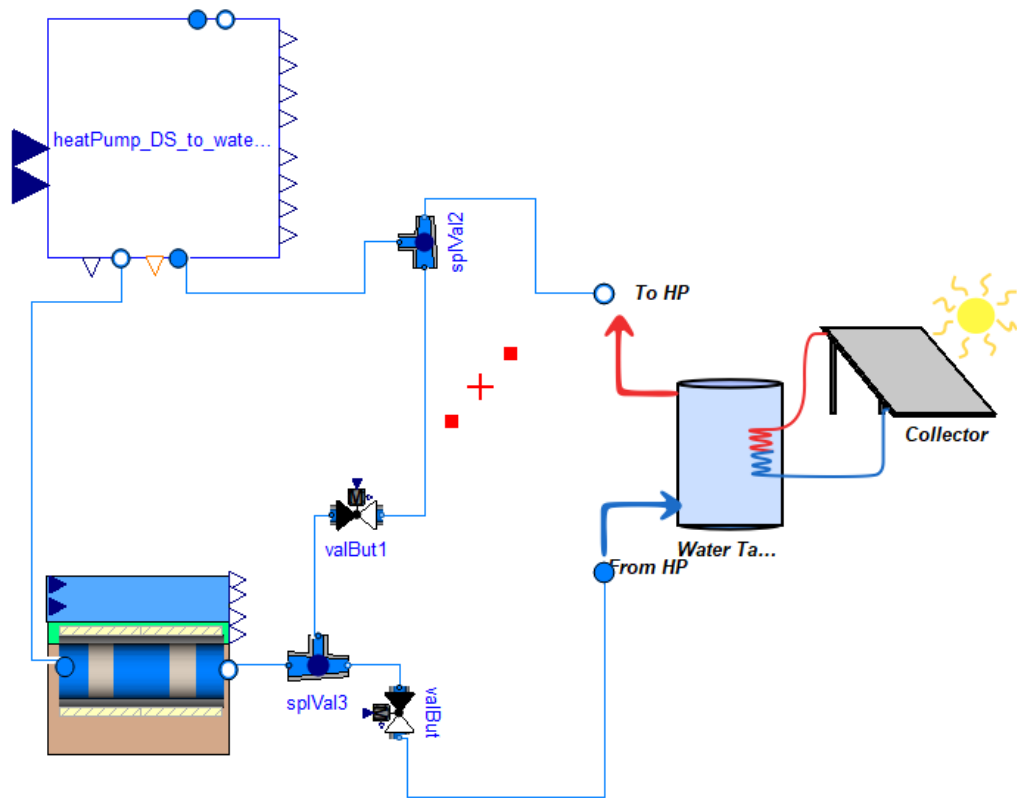 heatPump_DS_to_wate...
splVal2
To HP
Collector
valBut1
Water Ta...
From HP
splVal3
valBut
M
M